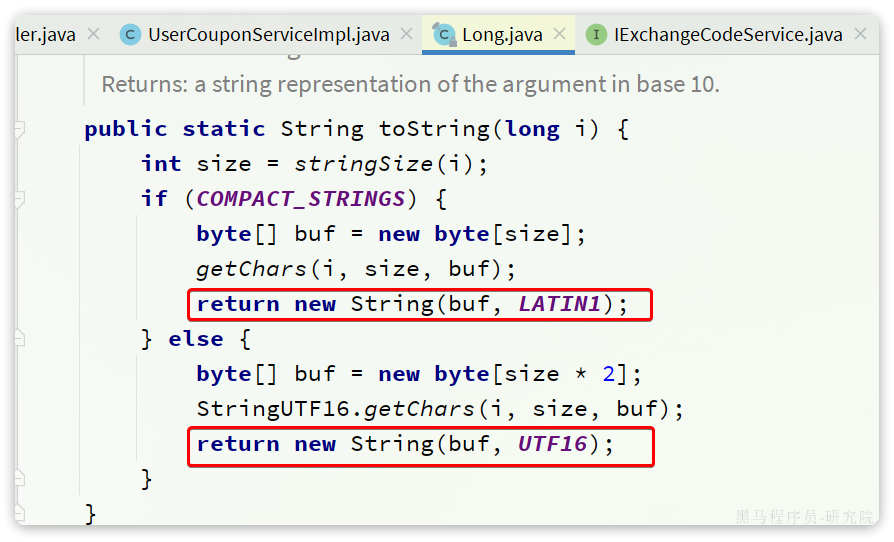 ler.java UserCouponServiceImpl.java Long.java IExchangeCodeService.java
Returns: a string representation of the argument in base 10.
public static String toString(long i) {
int size = stringSize(i);
if (COMPACT_STRINGS) {
byte[] buf = new byte[size];
getChars(i, size, buf);
return new String(buf, LATIN1);
} else {
byte[] buf = new byte[size * 2];
StringUTF16.getChars(i, size, buf);
return new String(buf, UTF16);
}
}
黑马程序员-研究院